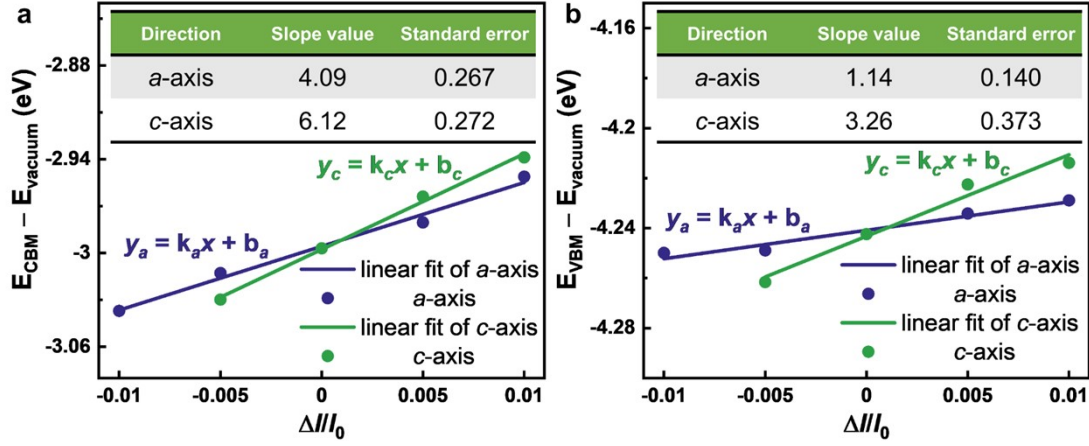 a
Direction Slope value Standard error
a-axis 4.09 0.267
c-axis 6.12 0.272
E_CBM − E_vacuum (eV)
-2.88
-2.94
-3
-3.06
y_c = k_c x + b_c
y_a = k_a x + b_a
linear fit of a-axis
a-axis
linear fit of c-axis
c-axis
-0.01 -0.005 0 0.005 0.01
Δl/l_0
b
Direction Slope value Standard error
a-axis 1.14 0.140
c-axis 3.26 0.373
E_VBM − E_vacuum (eV)
-4.16
-4.2
-4.24
-4.28
y_c = k_c x + b_c
y_a = k_a x + b_a
linear fit of a-axis
a-axis
linear fit of c-axis
c-axis
-0.01 -0.005 0 0.005 0.01
Δl/l_0